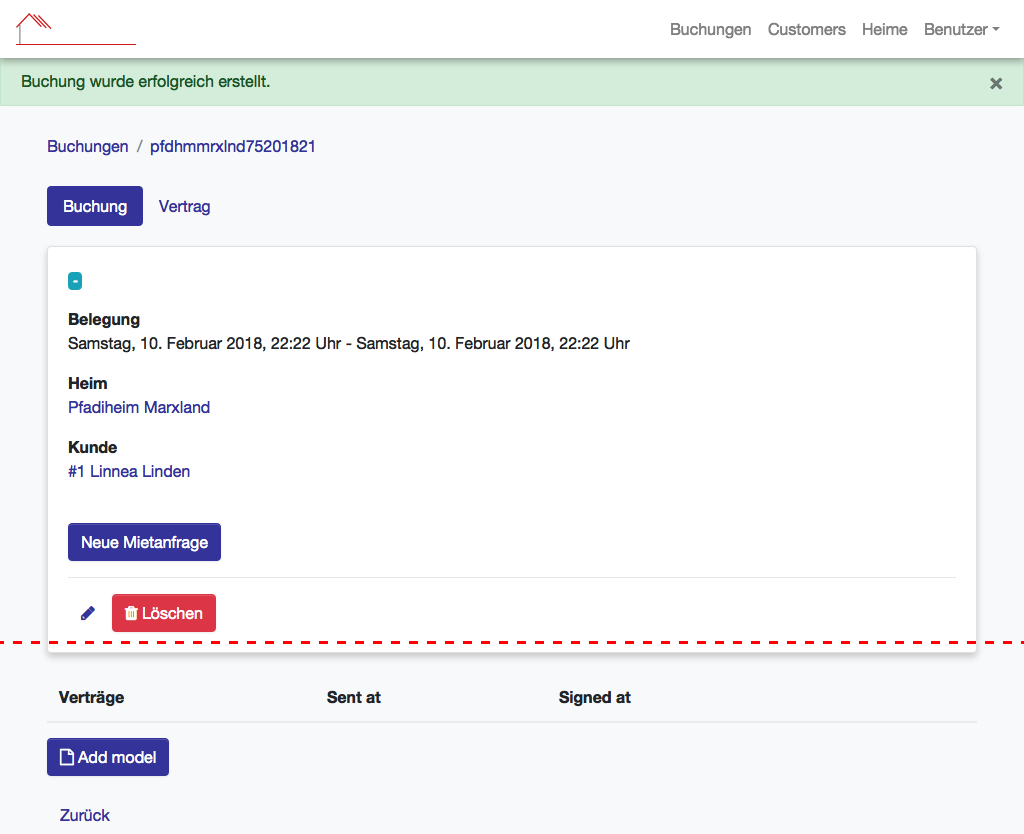 Buchungen Customers Heime Benutzer
Buchung wurde erfolgreich erstellt. ×
Buchungen / pfdhmmrxlnd75201821
Buchung Vertrag
-
Belegung
Samstag, 10. Februar 2018, 22:22 Uhr - Samstag, 10. Februar 2018, 22:22 Uhr
Heim
Pfadiheim Marxland
Kunde
#1 Linnea Linden
Neue Mietanfrage
Löschen
Verträge Sent at Signed at
Add model
Zurück